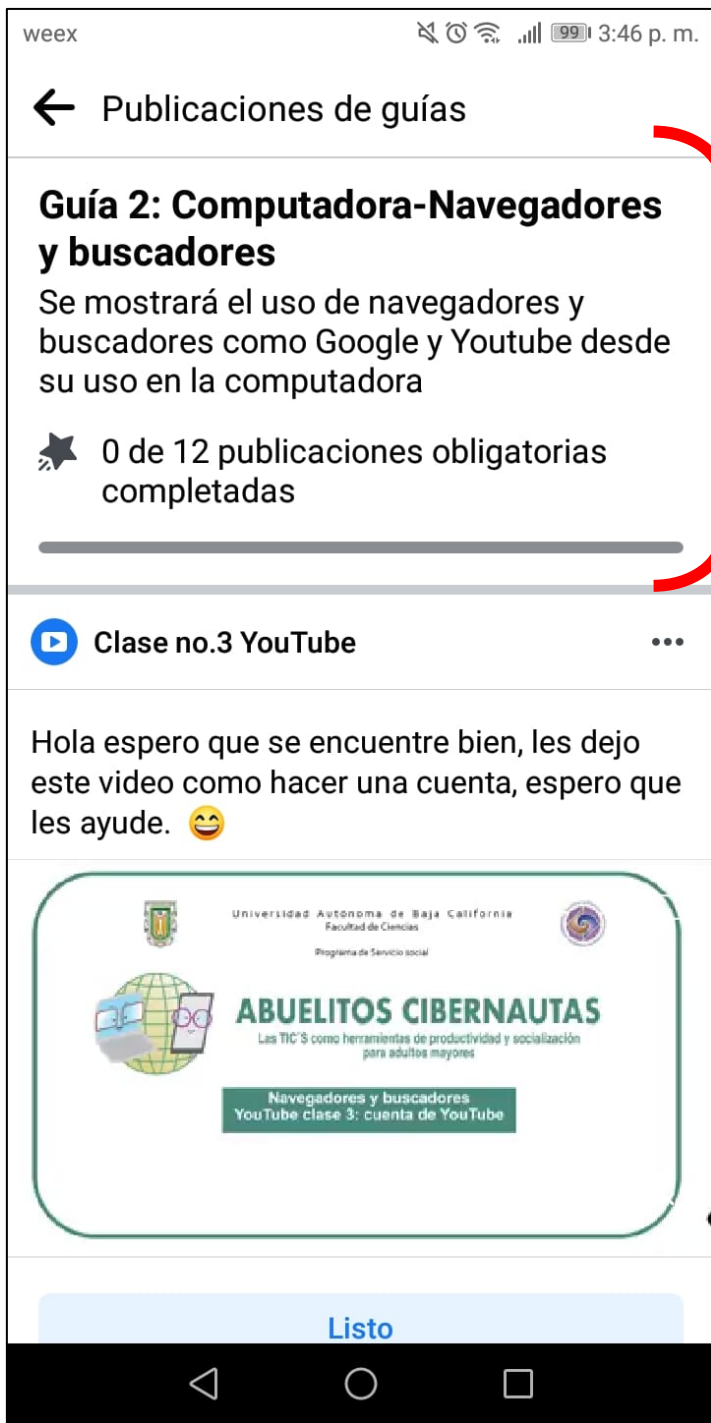 weex 99 3:46 p. m.
Publicaciones de guías
Guía 2: Computadora-Navegadores
y buscadores
Se mostrará el uso de navegadores y
buscadores como Google y Youtube desde
su uso en la computadora
0 de 12 publicaciones obligatorias
completadas
Clase no.3 YouTube
Hola espero que se encuentre bien, les dejo
este video como hacer una cuenta, espero que
les ayude. 😄
Universidad Autónoma de Baja California
Facultad de Ciencias
Programa de Servicio social
ABUELITOS CIBERNAUTAS
Las TIC´S como herramientas de productividad y socialización
para adultos mayores
Navegadores y buscadores
YouTube clase 3: cuenta de YouTube
Listo